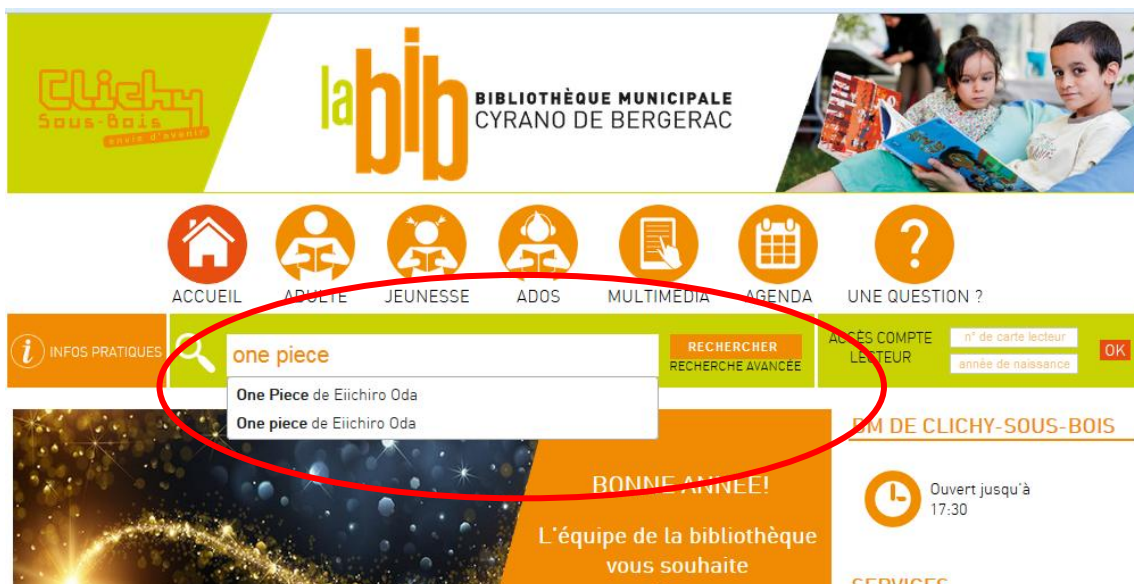 CLichy
Sous-Bois
envie d'avenir
la bib
BIBLIOTHÈQUE MUNICIPALE
CYRANO DE BERGERAC
ACCUEIL
ADULTE
JEUNESSE
ADOS
MULTIMEDIA
AGENDA
?
UNE QUESTION ?
i INFOS PRATIQUES
one piece
RECHERCHER
RECHERCHE AVANCÉE
ACCÈS COMPTE
LECTEUR
n° de carte lecteur
année de naissance
OK
One Piece de Eiichiro Oda
One piece de Eiichiro Oda
BONNE ANNEE!
L'équipe de la bibliothèque
vous souhaite
BM DE CLICHY-SOUS-BOIS
Ouvert jusqu'à
17:30
SERVICES